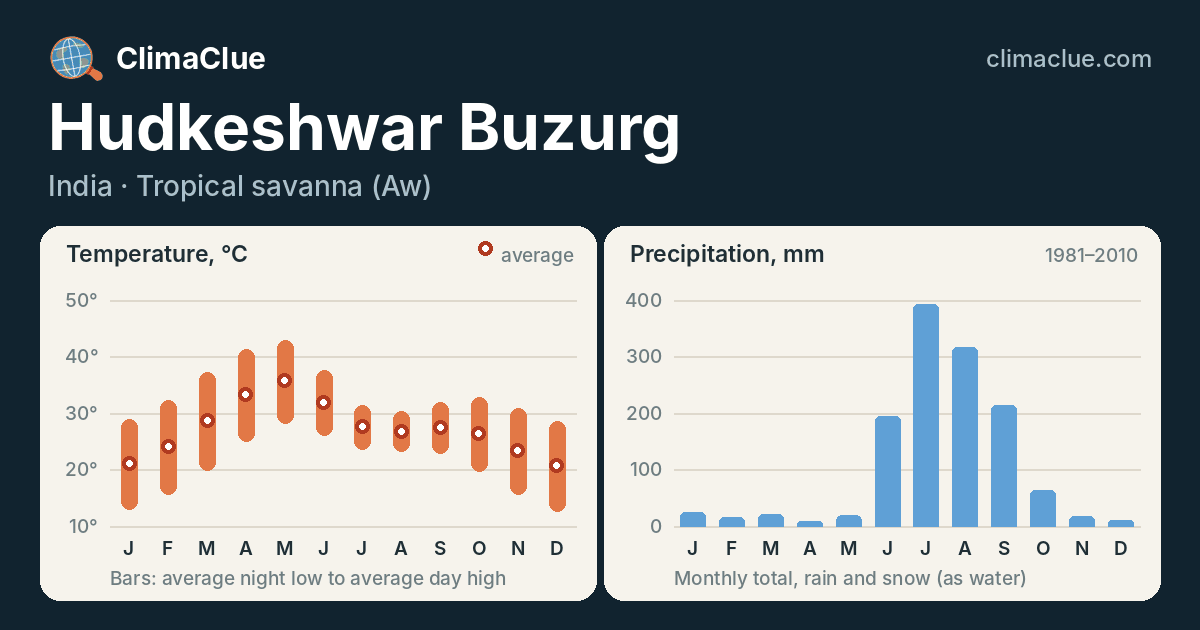 ClimaClue
climaclue.com
Hudkeshwar Buzurg
India · Tropical savanna (Aw)
Temperature, °C
average
50°
40°
30°
20°
10°
J F M A M J J A S O N D
Bars: average night low to average day high
Precipitation, mm
1981–2010
400
300
200
100
0
J F M A M J J A S O N D
Monthly total, rain and snow (as water)